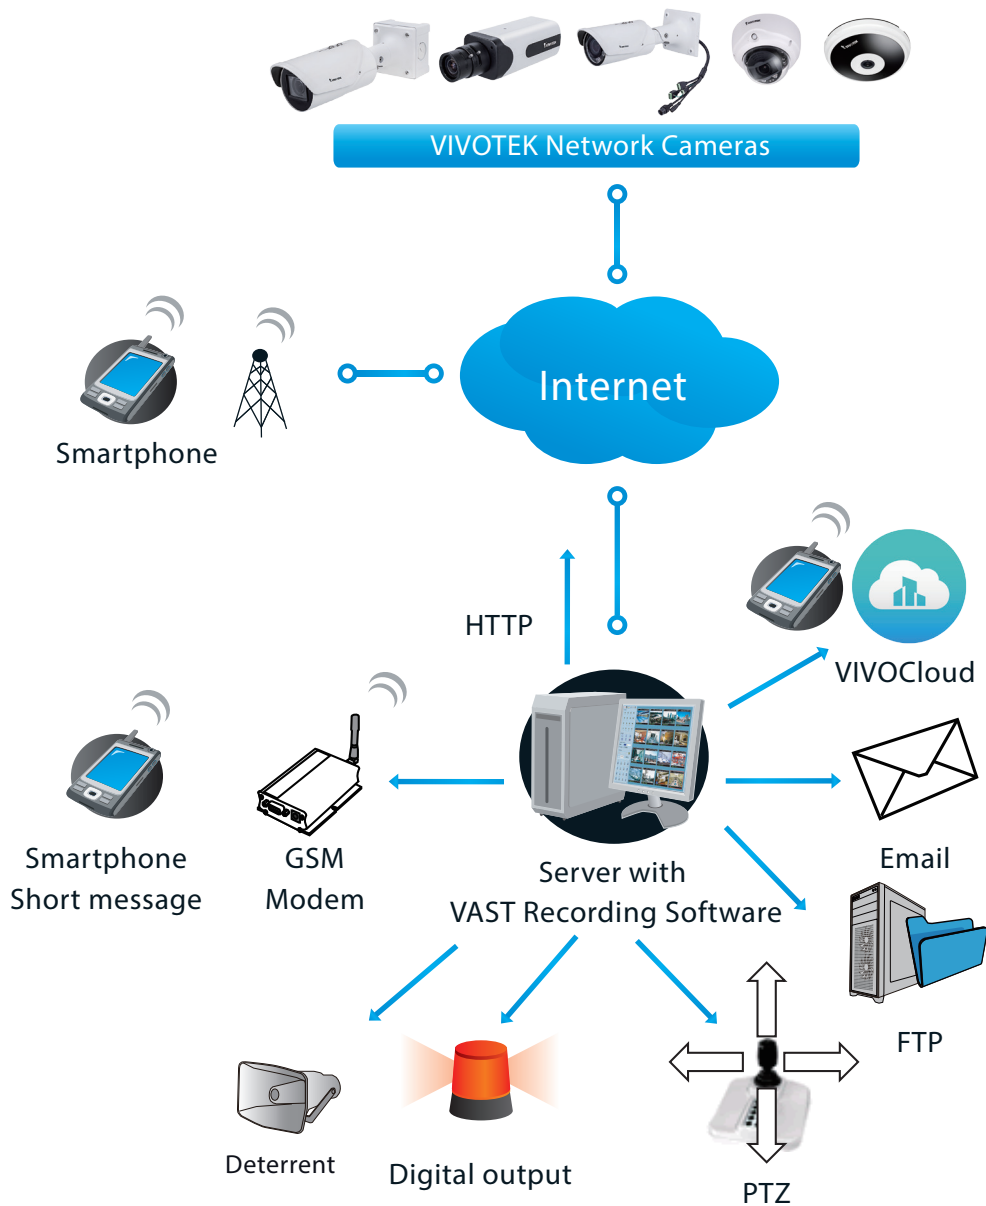 VIVOTEK Network Cameras
Internet
Smartphone
HTTP
VIVOCloud
Smartphone
Short message
GSM
Modem
Server with
VAST Recording Software
Email
FTP
Deterrent
Digital output
PTZ